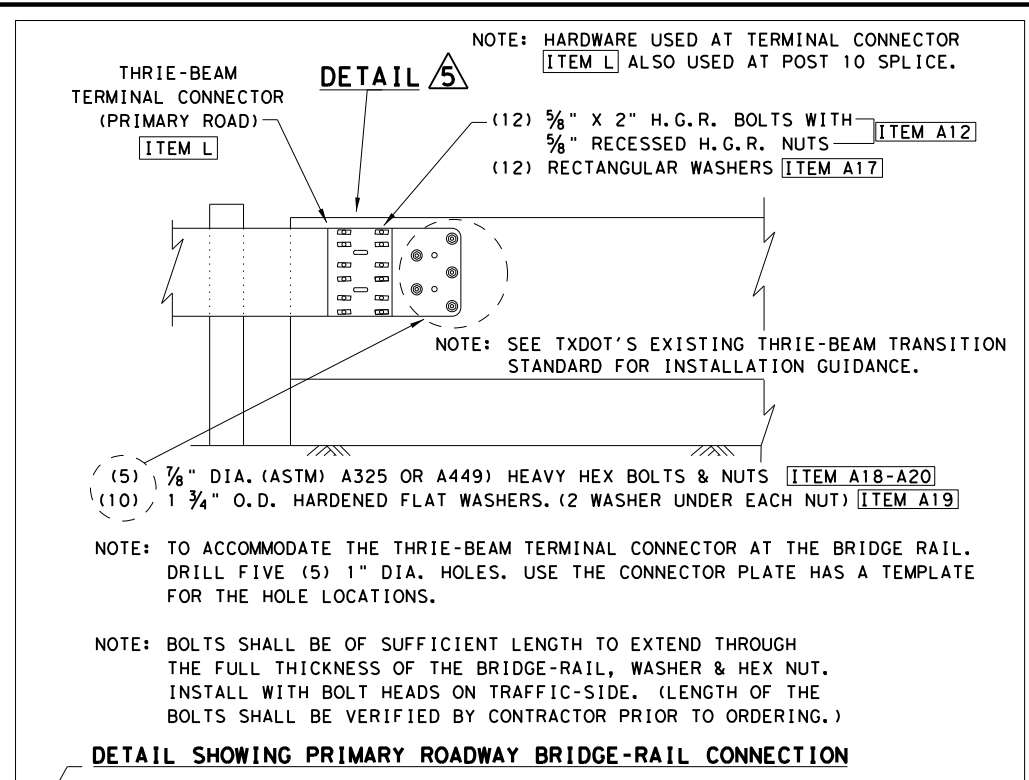 NOTE: HARDWARE USED AT TERMINAL CONNECTOR
ITEM L ALSO USED AT POST 10 SPLICE.
THRIE-BEAM
TERMINAL CONNECTOR
(PRIMARY ROAD)
ITEM L
DETAIL 5
(12) 5/8" X 2" H.G.R. BOLTS WITH
5/8" RECESSED H.G.R. NUTS
ITEM A12
(12) RECTANGULAR WASHERS ITEM A17
NOTE: SEE TXDOT'S EXISTING THRIE-BEAM TRANSITION
STANDARD FOR INSTALLATION GUIDANCE.
(5) 7/8" DIA. (ASTM) A325 OR A449) HEAVY HEX BOLTS & NUTS ITEM A18-A20
(10) 1 3/4" O.D. HARDENED FLAT WASHERS. (2 WASHER UNDER EACH NUT) ITEM A19
NOTE: TO ACCOMMODATE THE THRIE-BEAM TERMINAL CONNECTOR AT THE BRIDGE RAIL.
DRILL FIVE (5) 1" DIA. HOLES. USE THE CONNECTOR PLATE HAS A TEMPLATE
FOR THE HOLE LOCATIONS.
NOTE: BOLTS SHALL BE OF SUFFICIENT LENGTH TO EXTEND THROUGH
THE FULL THICKNESS OF THE BRIDGE-RAIL, WASHER & HEX NUT.
INSTALL WITH BOLT HEADS ON TRAFFIC-SIDE. (LENGTH OF THE
BOLTS SHALL BE VERIFIED BY CONTRACTOR PRIOR TO ORDERING.)
DETAIL SHOWING PRIMARY ROADWAY BRIDGE-RAIL CONNECTION